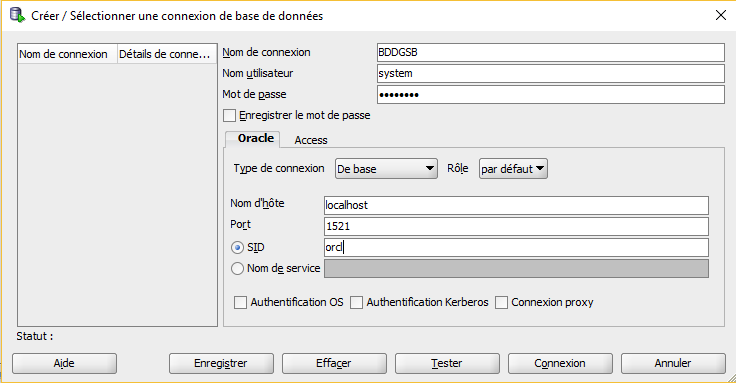 Créer / Sélectionner une connexion de base de données
Nom de connexion Détails de conne...
Nom de connexion BDDGSB
Nom utilisateur system
Mot de passe ••••••••
Enregistrer le mot de passe
Oracle Access
Type de connexion De base Rôle par défaut
Nom d'hôte localhost
Port 1521
SID orcl
Nom de service
Authentification OS Authentification Kerberos Connexion proxy
Statut :
Aide Enregistrer Effacer Tester Connexion Annuler